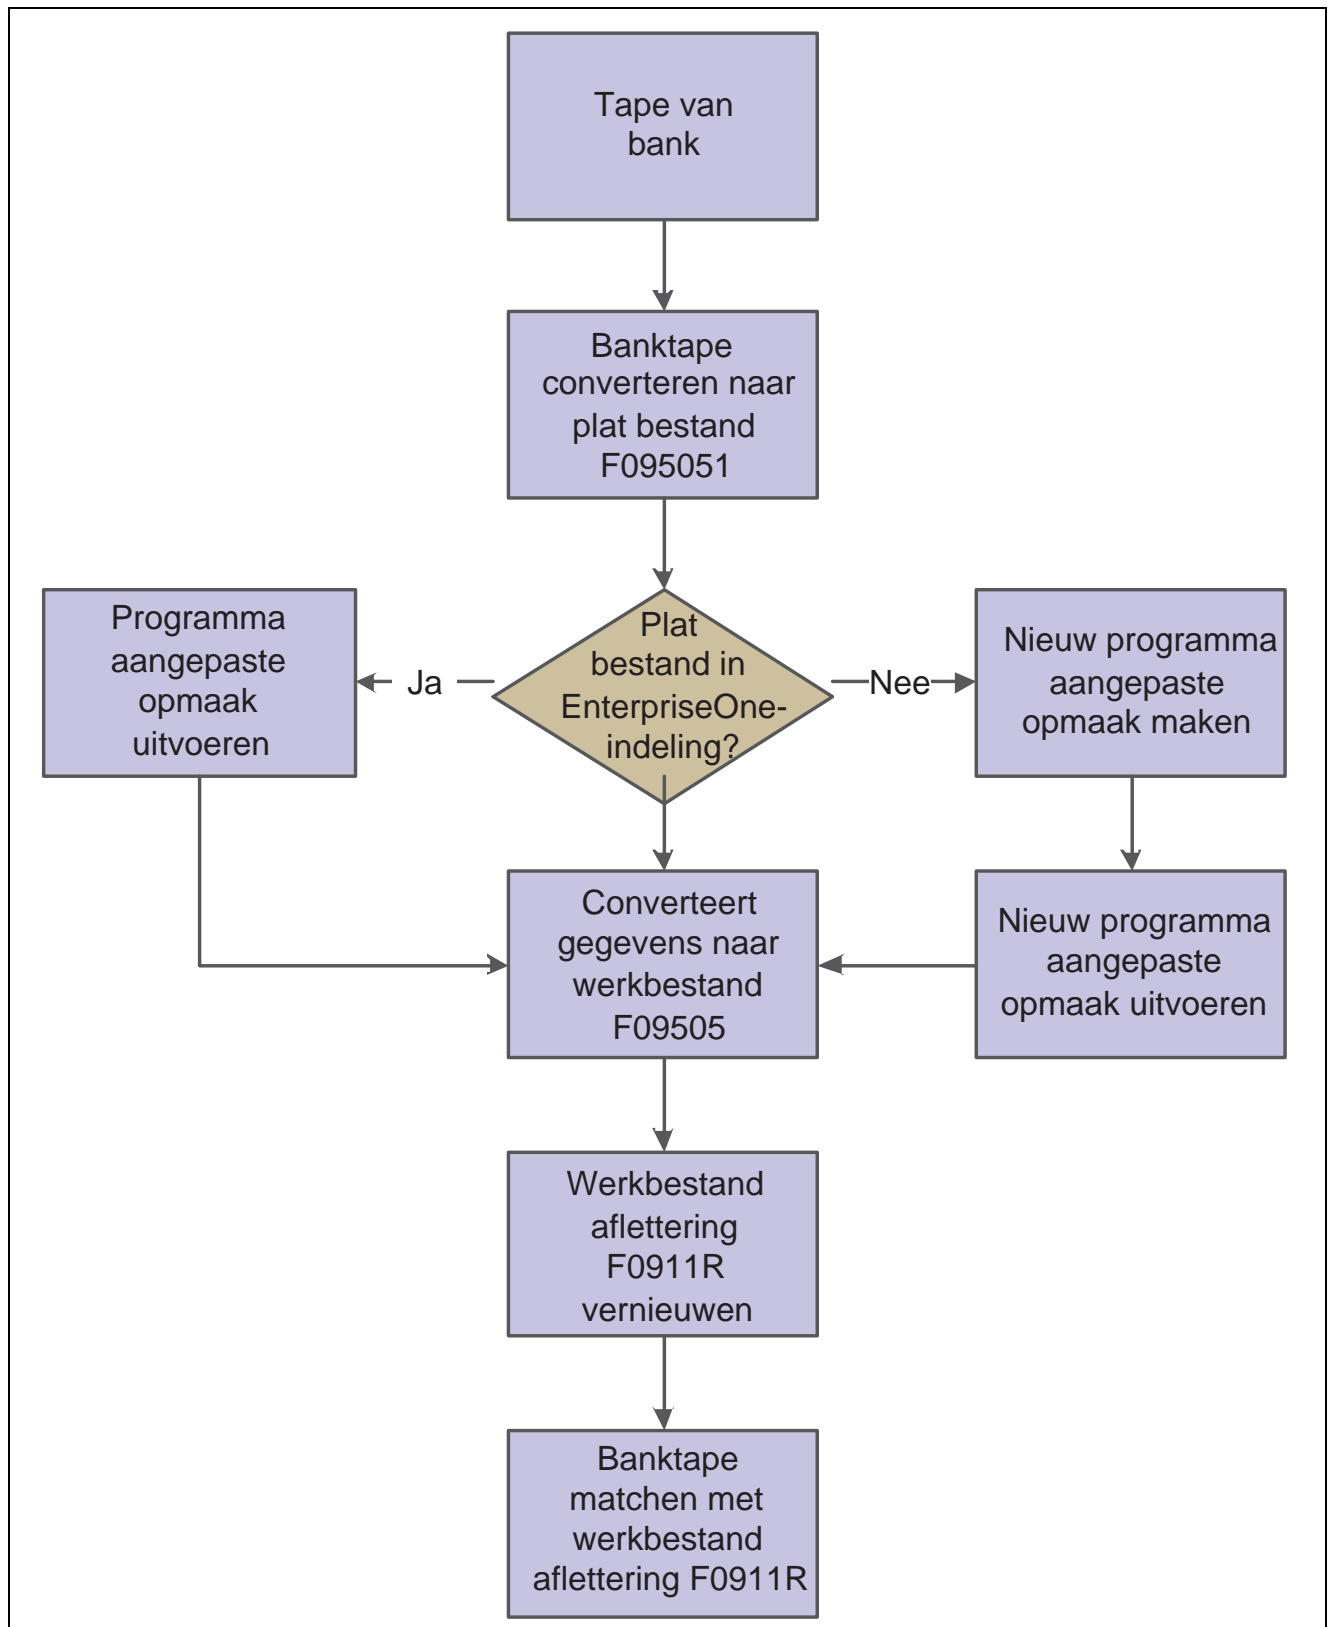 Tape van
bank
Banktape
converteren naar
plat bestand
F095051
Programma
aangepaste
opmaak
uitvoeren
Ja
Plat
bestand in
EnterpriseOne-
indeling?
Nee
Nieuw programma
aangepaste
opmaak maken
Converteert
gegevens naar
werkbestand
F09505
Nieuw programma
aangepaste
opmaak uitvoeren
Werkbestand
aflettering
F0911R
vernieuwen
Banktape
matchen met
werkbestand
aflettering F0911R